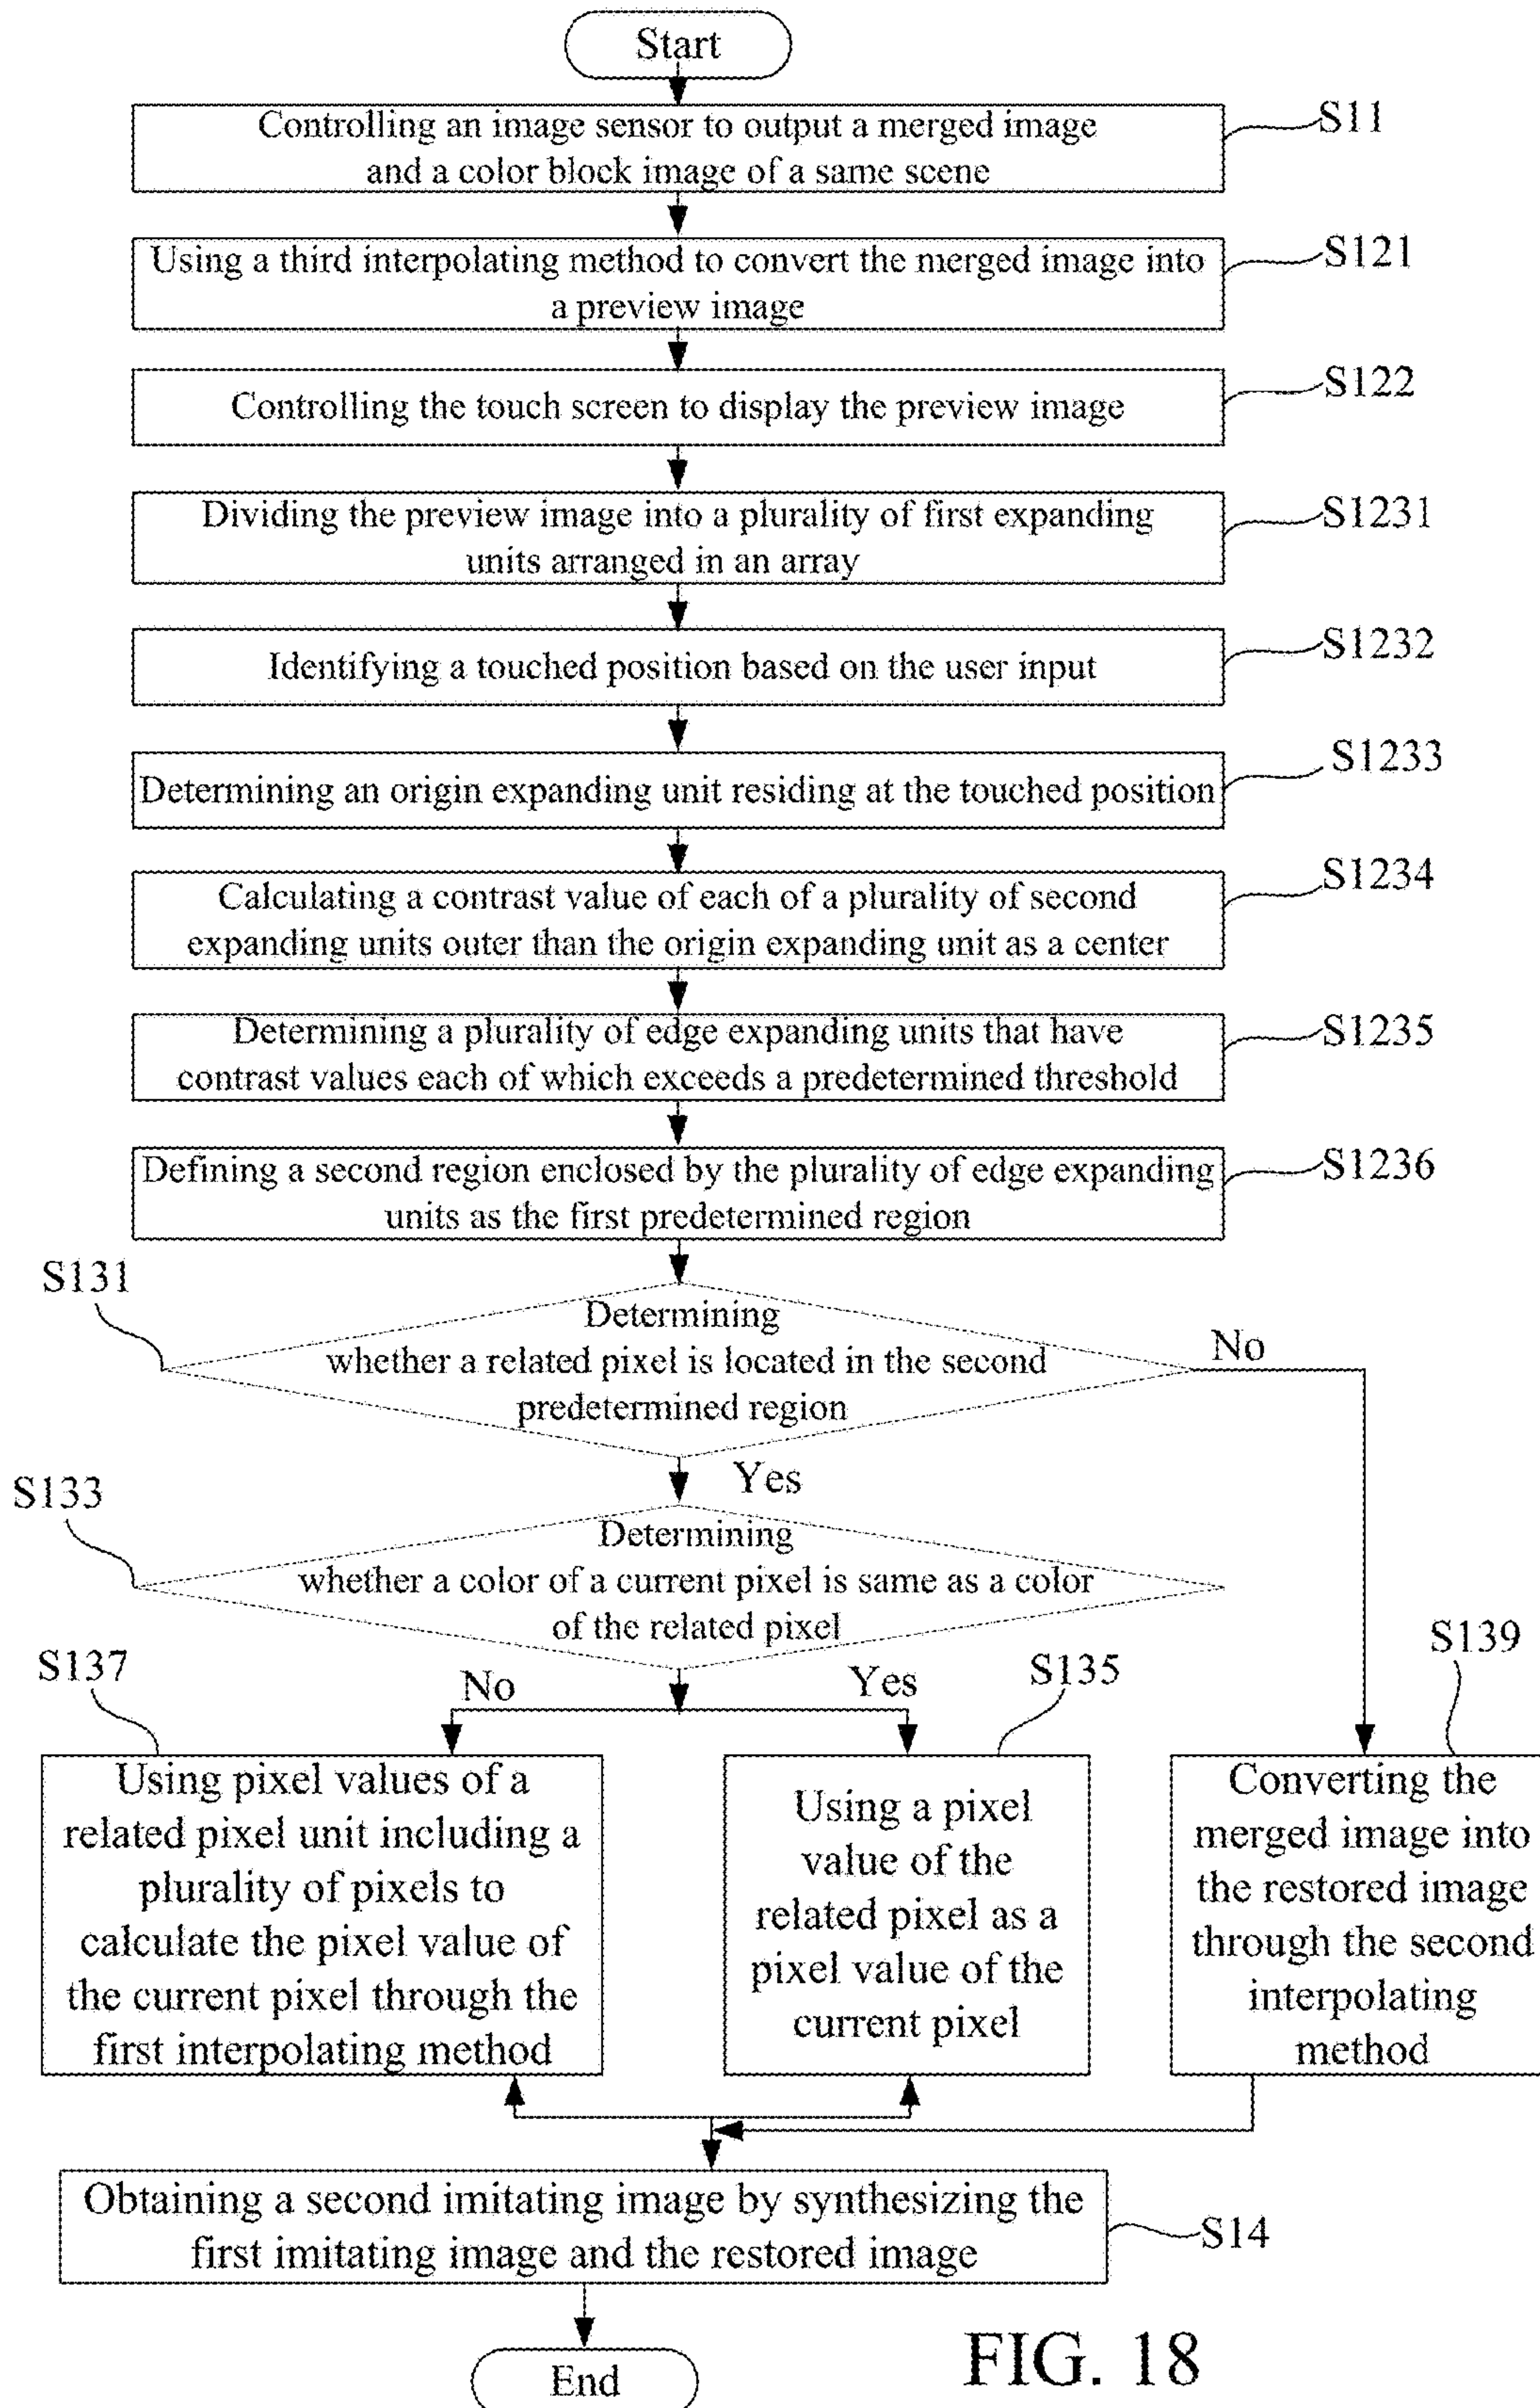 Start
Controlling an image sensor to output a merged image
and a color block image of a same scene
S11
Using a third interpolating method to convert the merged image into
a preview image
S121
Controlling the touch screen to display the preview image
S122
Dividing the preview image into a plurality of first expanding
units arranged in an array
S1231
Identifying a touched position based on the user input
S1232
Determining an origin expanding unit residing at the touched position
S1233
Calculating a contrast value of each of a plurality of second
expanding units outer than the origin expanding unit as a center
S1234
Determining a plurality of edge expanding units that have
contrast values each of which exceeds a predetermined threshold
S1235
Defining a second region enclosed by the plurality of edge expanding
units as the first predetermined region
S1236
S131
Determining
whether a related pixel is located in the second
predetermined region
No
Yes
S133
Determining
whether a color of a current pixel is same as a color
of the related pixel
S137
No
Yes
S135
S139
Using pixel values of a
related pixel unit including a
plurality of pixels to
calculate the pixel value of
the current pixel through the
first interpolating method
Using a pixel
value of the
related pixel as a
pixel value of the
current pixel
Converting the
merged image into
the restored image
through the second
interpolating
method
Obtaining a second imitating image by synthesizing the
first imitating image and the restored image
S14
End
FIG. 18